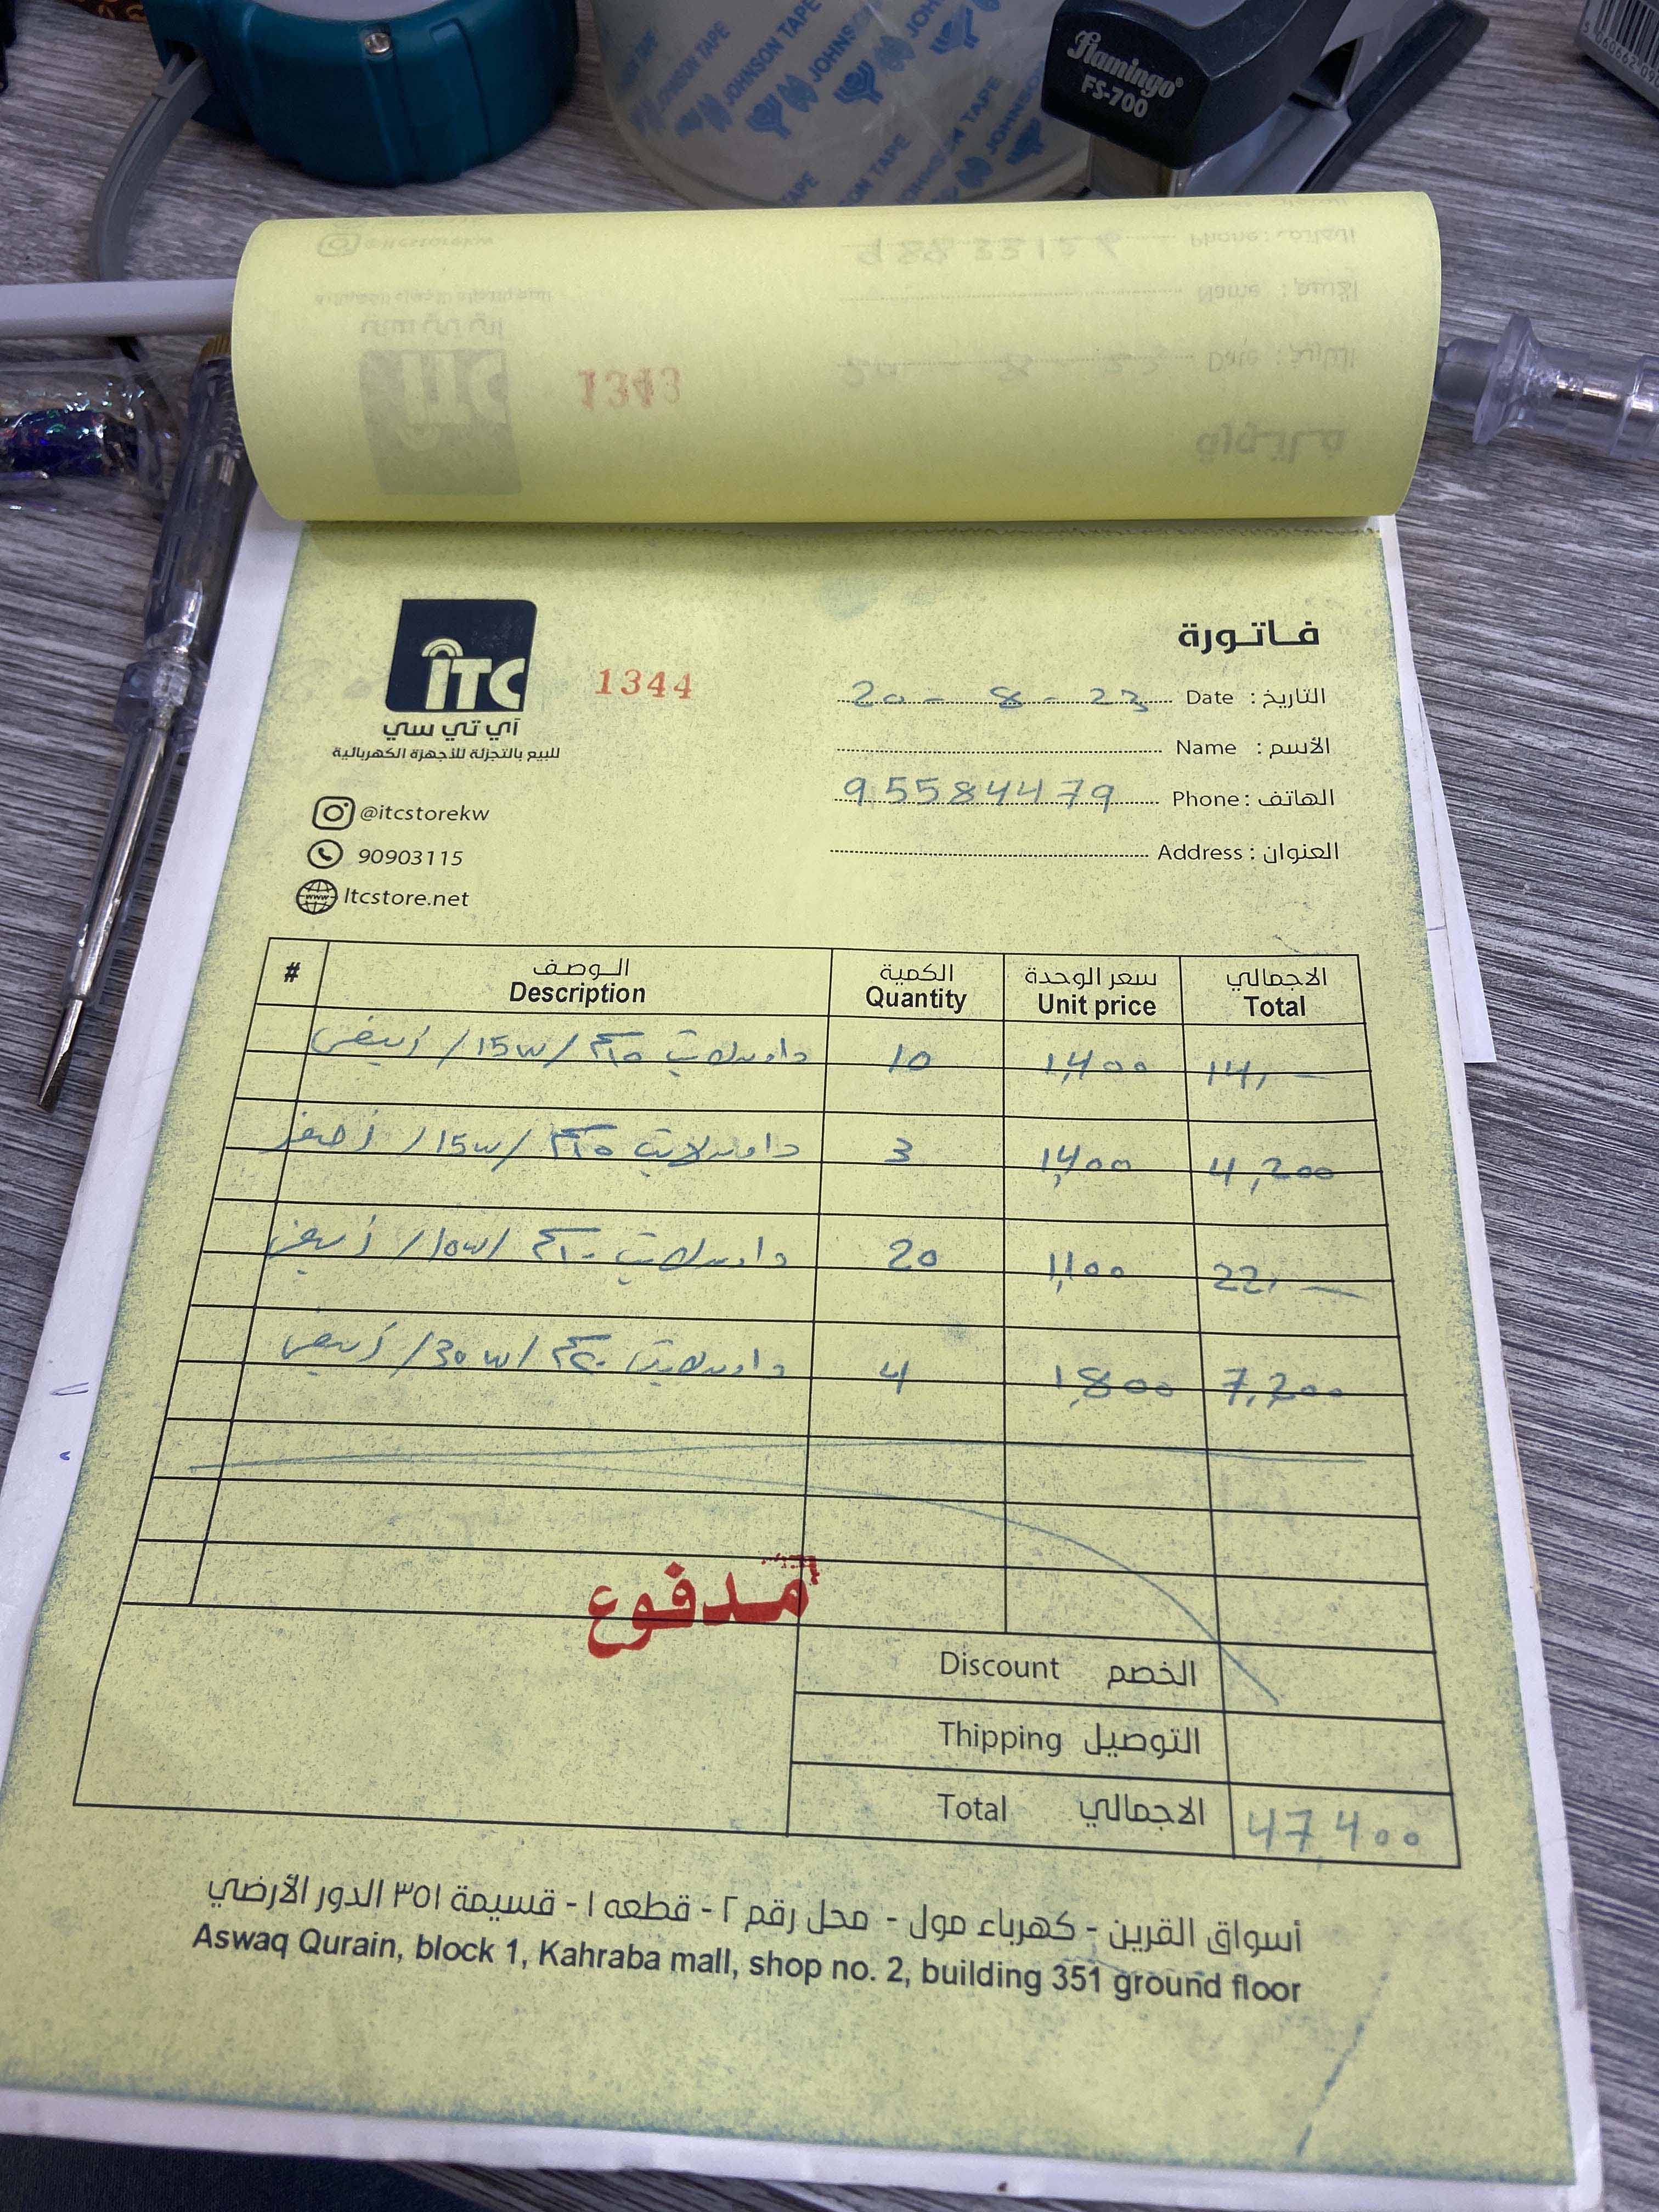 Flamingo
FS-700
JOHNSON TAPE
1343
فاتورة
ITC
1344
آي تي سي
للبيع بالتجزئة للأجهزة الكهربائية
التاريخ : Date 20 - 8 - 23
الأسم : Name
الهاتف : Phone 95584479
العنوان : Address
@itcstorekw
90903115
Itcstore.net
# الوصف الكمية سعر الوحدة الاجمالي
Description Quantity Unit price Total
داونلايت ١٥سم / 15w / أبيض 10 1,400 14,-
داونلايت ١٥سم / 15w / أصفر 3 1,400 4,200
داونلايت ١٠سم / 10w / أبيض 20 1,100 22,-
داونلايت ٢٠سم / 30w / أبيض 4 1,800 7,200
مدفوع
Discount الخصم
Thipping التوصيل
Total الاجمالي 47,400
أسواق القرين - كهرباء مول - محل رقم ٢ - قطعه ١ - قسيمة ٣٥١ الدور الأرضي
Aswaq Qurain, block 1, Kahraba mall, shop no. 2, building 351 ground floor